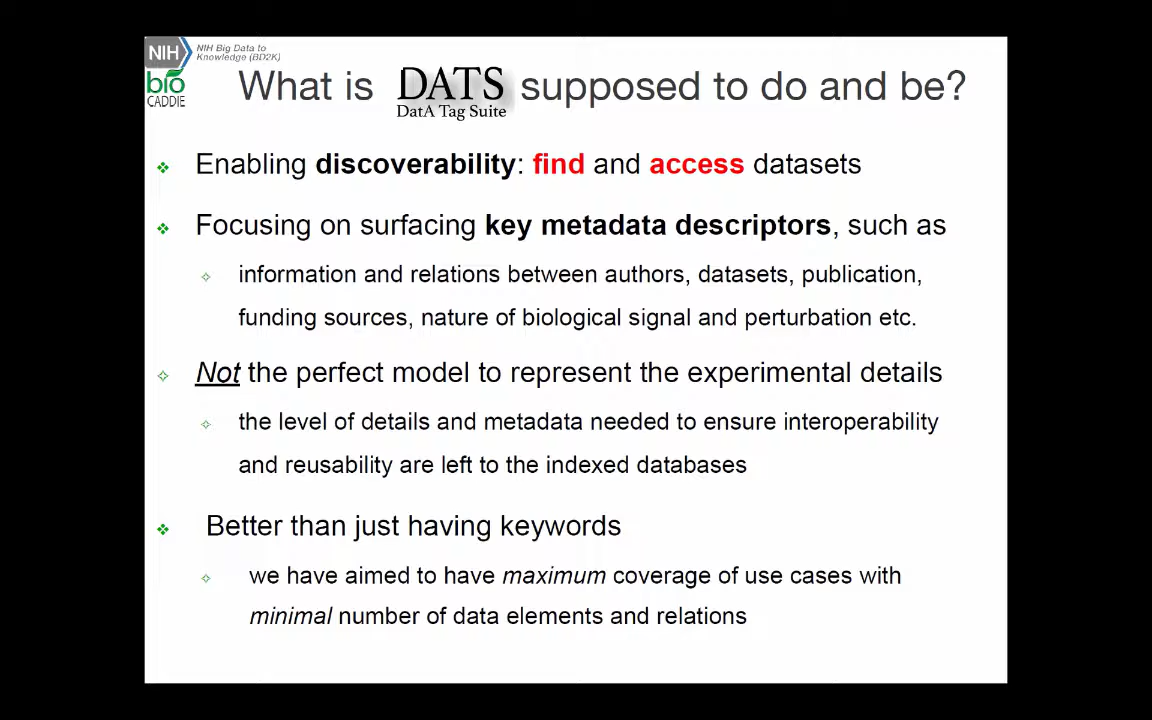 NIH
NIH Big Data to
Knowledge (BD2K)
bio
CADDIE
What is DATS supposed to do and be?
DatA Tag Suite
Enabling discoverability: find and access datasets
Focusing on surfacing key metadata descriptors, such as
information and relations between authors, datasets, publication,
funding sources, nature of biological signal and perturbation etc.
Not the perfect model to represent the experimental details
the level of details and metadata needed to ensure interoperability
and reusability are left to the indexed databases
Better than just having keywords
we have aimed to have maximum coverage of use cases with
minimal number of data elements and relations